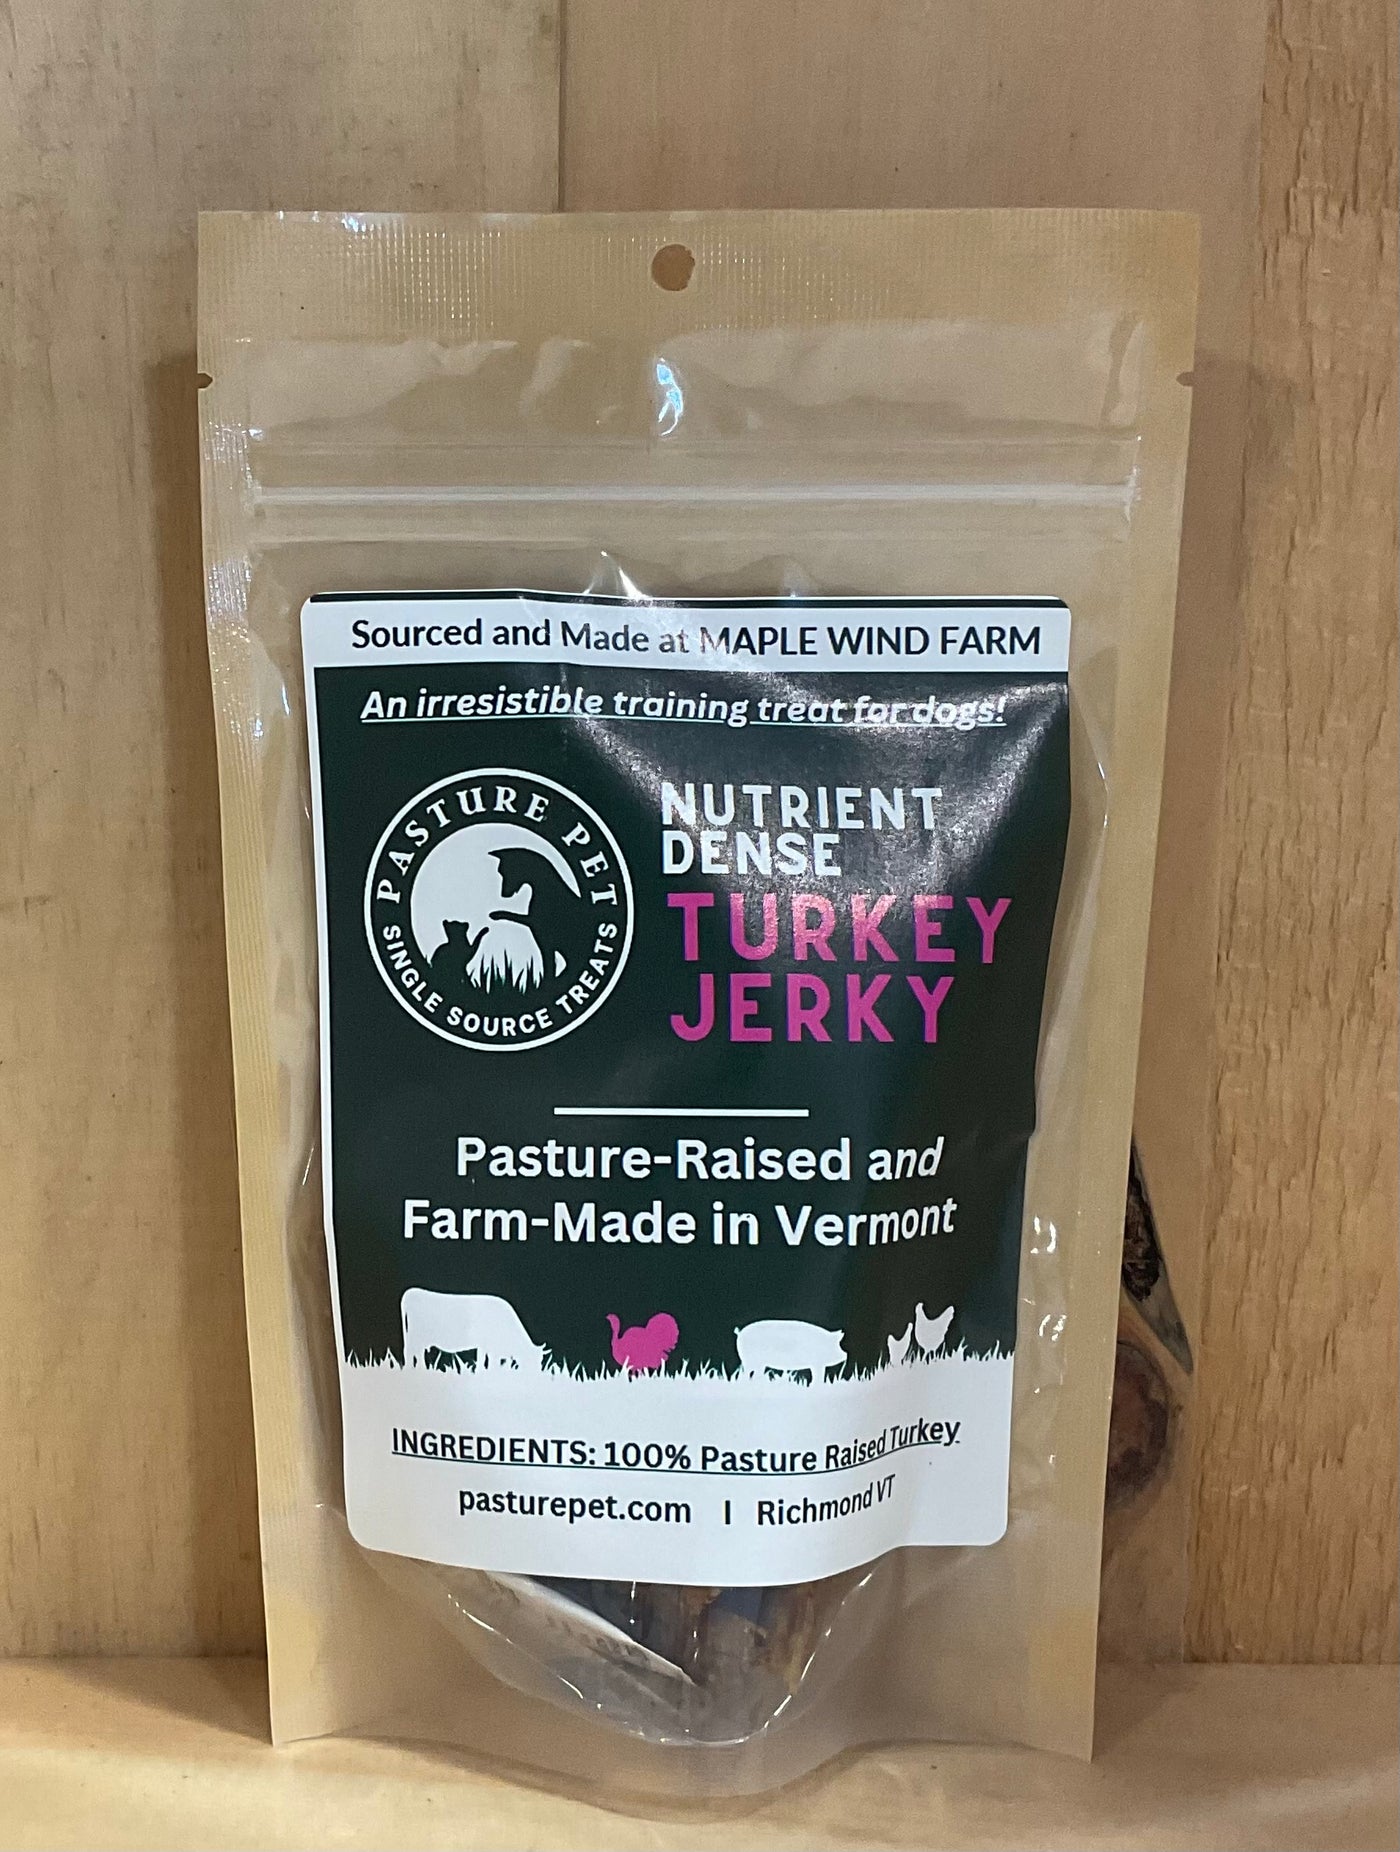 Sourced and Made at MAPLE WIND FARM
An irresistible training treat for dogs!
PASTURE PET
SINGLE SOURCE TREATS
NUTRIENT
DENSE
TURKEY
JERKY
Pasture-Raised and
Farm-Made in Vermont
INGREDIENTS: 100% Pasture Raised Turkey
pasturepet.com I Richmond VT